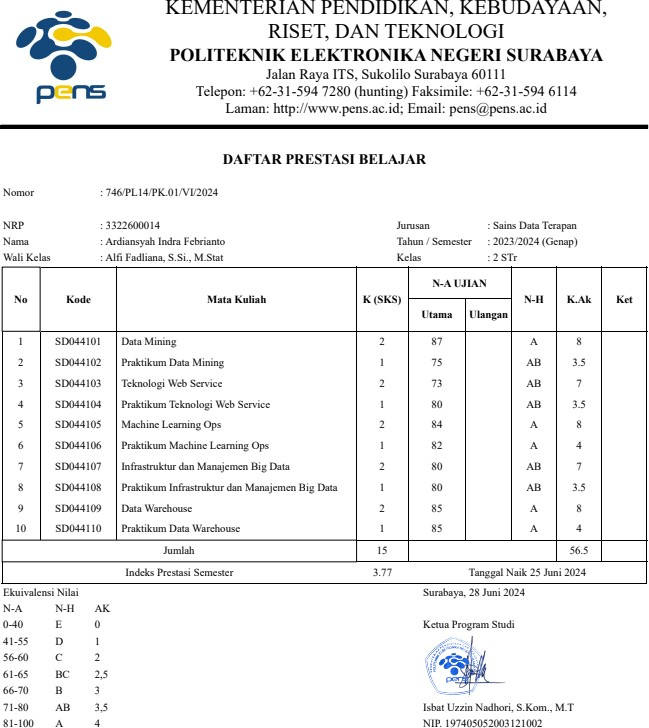 KEMENTERIAN PENDIDIKAN, KEBUDAYAAN,
RISET, DAN TEKNOLOGI
POLITEKNIK ELEKTRONIKA NEGERI SURABAYA
Jalan Raya ITS, Sukolilo Surabaya 60111
Telepon: +62-31-594 7280 (hunting) Faksimile: +62-31-594 6114
Laman: http://www.pens.ac.id; Email: pens@pens.ac.id
pens
DAFTAR PRESTASI BELAJAR
Nomor : 746/PL14/PK.01/VI/2024
NRP : 3322600014 Jurusan : Sains Data Terapan
Nama : Ardiansyah Indra Febrianto Tahun / Semester : 2023/2024 (Genap)
Wali Kelas : Alfi Fadliana, S.Si., M.Stat Kelas : 2 STr
No Kode Mata Kuliah K (SKS) N-A UJIAN N-H K.Ak Ket
Utama Ulangan
1 SD044101 Data Mining 2 87 A 8
2 SD044102 Praktikum Data Mining 1 75 AB 3.5
3 SD044103 Teknologi Web Service 2 73 AB 7
4 SD044104 Praktikum Teknologi Web Service 1 80 AB 3.5
5 SD044105 Machine Learning Ops 2 84 A 8
6 SD044106 Praktikum Machine Learning Ops 1 82 A 4
7 SD044107 Infrastruktur dan Manajemen Big Data 2 80 AB 7
8 SD044108 Praktikum Infrastruktur dan Manajemen Big Data 1 80 AB 3.5
9 SD044109 Data Warehouse 2 85 A 8
10 SD044110 Praktikum Data Warehouse 1 85 A 4
Jumlah 15 56.5
Indeks Prestasi Semester 3.77 Tanggal Naik 25 Juni 2024
Ekuivalensi Nilai Surabaya, 28 Juni 2024
N-A N-H AK
0-40 E 0 Ketua Program Studi
41-55 D 1
56-60 C 2
61-65 BC 2,5
66-70 B 3
pens
71-80 AB 3,5 Isbat Uzzin Nadhori, S.Kom., M.T
81-100 A 4 NIP. 197405052003121002